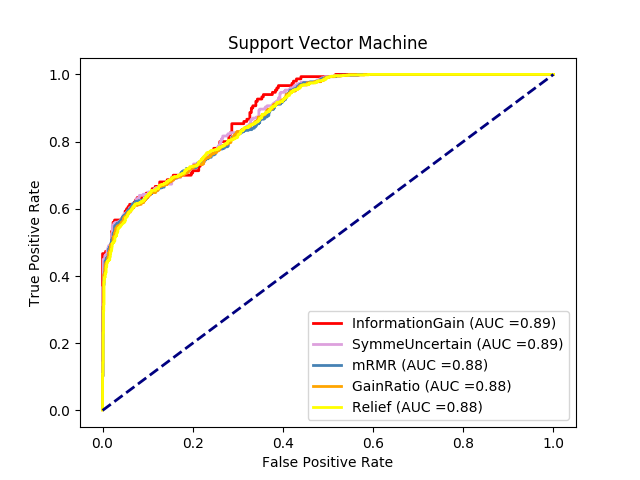 Support Vector Machine
True Positive Rate
1.0
0.8
0.6
0.4
0.2
0.0
InformationGain (AUC =0.89)
SymmeUncertain (AUC =0.89)
mRMR (AUC =0.88)
GainRatio (AUC =0.88)
Relief (AUC =0.88)
0.0 0.2 0.4 0.6 0.8 1.0
False Positive Rate